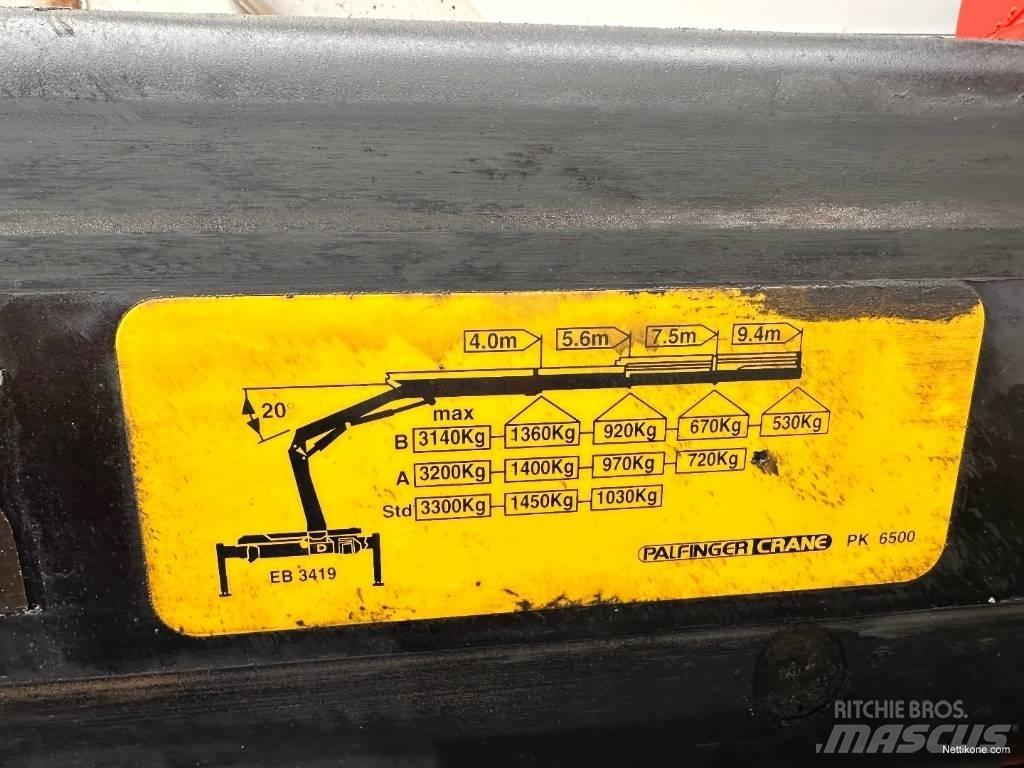 4.0m 5.6m 7.5m 9.4m
20°
max
B 3140Kg 1360Kg 920Kg 670Kg 530Kg
A 3200Kg 1400Kg 970Kg 720Kg
Std 3300Kg 1450Kg 1030Kg
PALFINGER CRANE PK 6500
D
EB 3419
RITCHIE BROS.
MASCUS
Nettikone.com